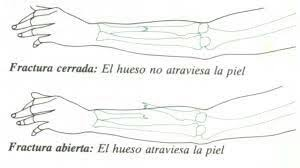 Fractura cerrada: El hueso no atraviesa la piel
Fractura abierta: El hueso atraviesa la piel